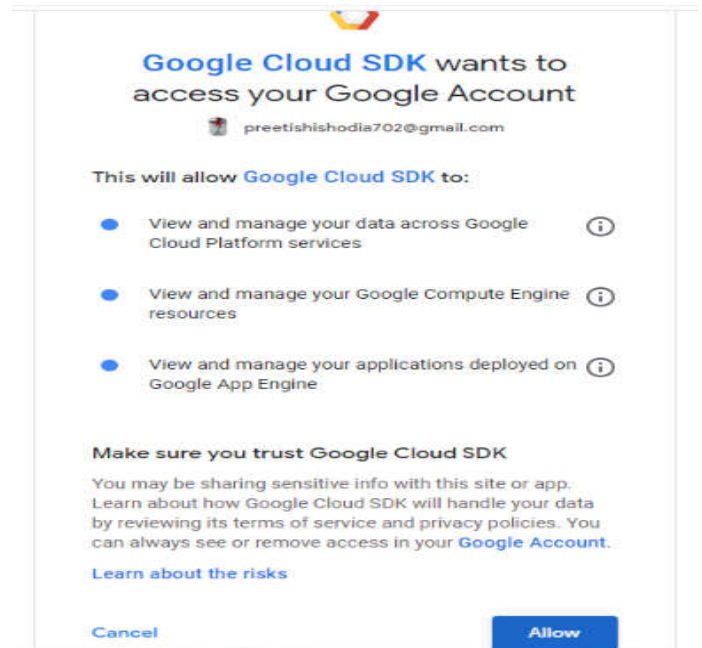 Google Cloud SDK wants to
access your Google Account
preetishishodia702@gmail.com
This will allow Google Cloud SDK to:
View and manage your data across Google
Cloud Platform services
View and manage your Google Compute Engine
resources
View and manage your applications deployed on
Google App Engine
Make sure you trust Google Cloud SDK
You may be sharing sensitive info with this site or app.
Learn about how Google Cloud SDK will handle your data
by reviewing its terms of service and privacy policies. You
can always see or remove access in your Google Account.
Learn about the risks
Cancel
Allow